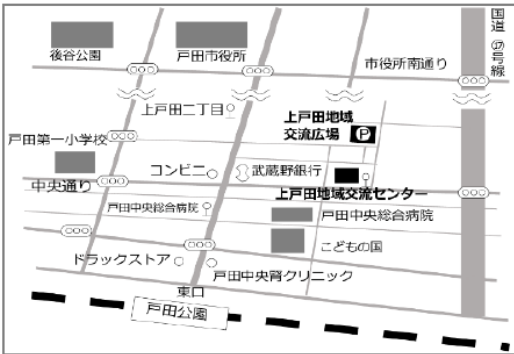 国道⑰号線
後谷公園
戸田市役所
市役所南通り
上戸田二丁目
上戸田地域
交流広場
P
戸田第一小学校
コンビニ
武蔵野銀行
中央通り
上戸田地域交流センター
戸田中央総合病院
戸田中央総合病院
こどもの国
ドラックストア
戸田中央腎クリニック
東口
戸田公園